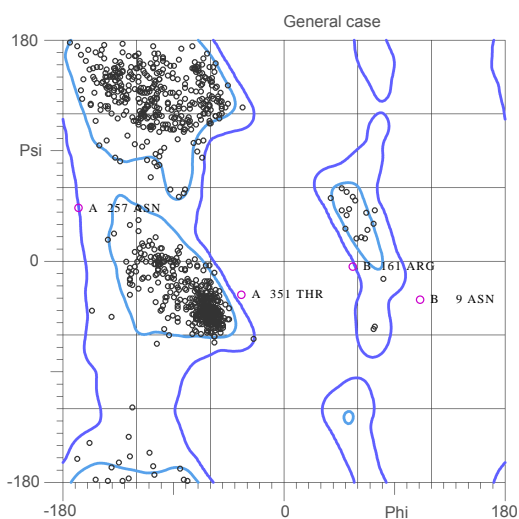 General case
180
Psi
A 257 ASN
0
B 161 ARG
A 351 THR
B 9 ASN
-180
-180
0
Phi
180